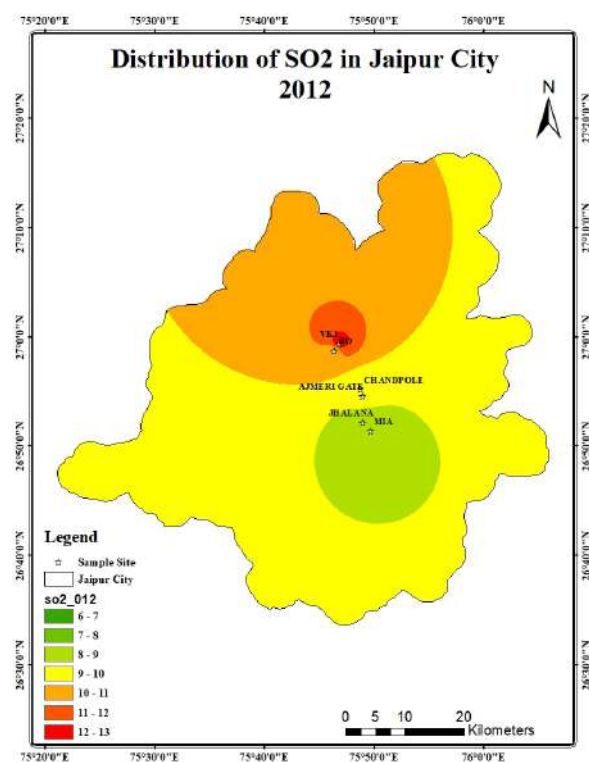 75°20'0"E 75°30'0"E 75°40'0"E 75°50'0"E 76°0'0"E
Distribution of SO2 in Jaipur City
2012
N
27°20'0"N
27°10'0"N
27°0'0"N
26°50'0"N
26°40'0"N
26°30'0"N
27°20'0"N
27°10'0"N
27°0'0"N
26°50'0"N
26°40'0"N
26°30'0"N
VKI
AJMERI GATE
CHANDPOLE
JHALANA
MIA
Legend
Sample Site
Jaipur City
so2_012
6 - 7
7 - 8
8 - 9
9 - 10
10 - 11
11 - 12
12 - 13
0 5 10 20
Kilometers
75°20'0"E 75°30'0"E 75°40'0"E 75°50'0"E 76°0'0"E